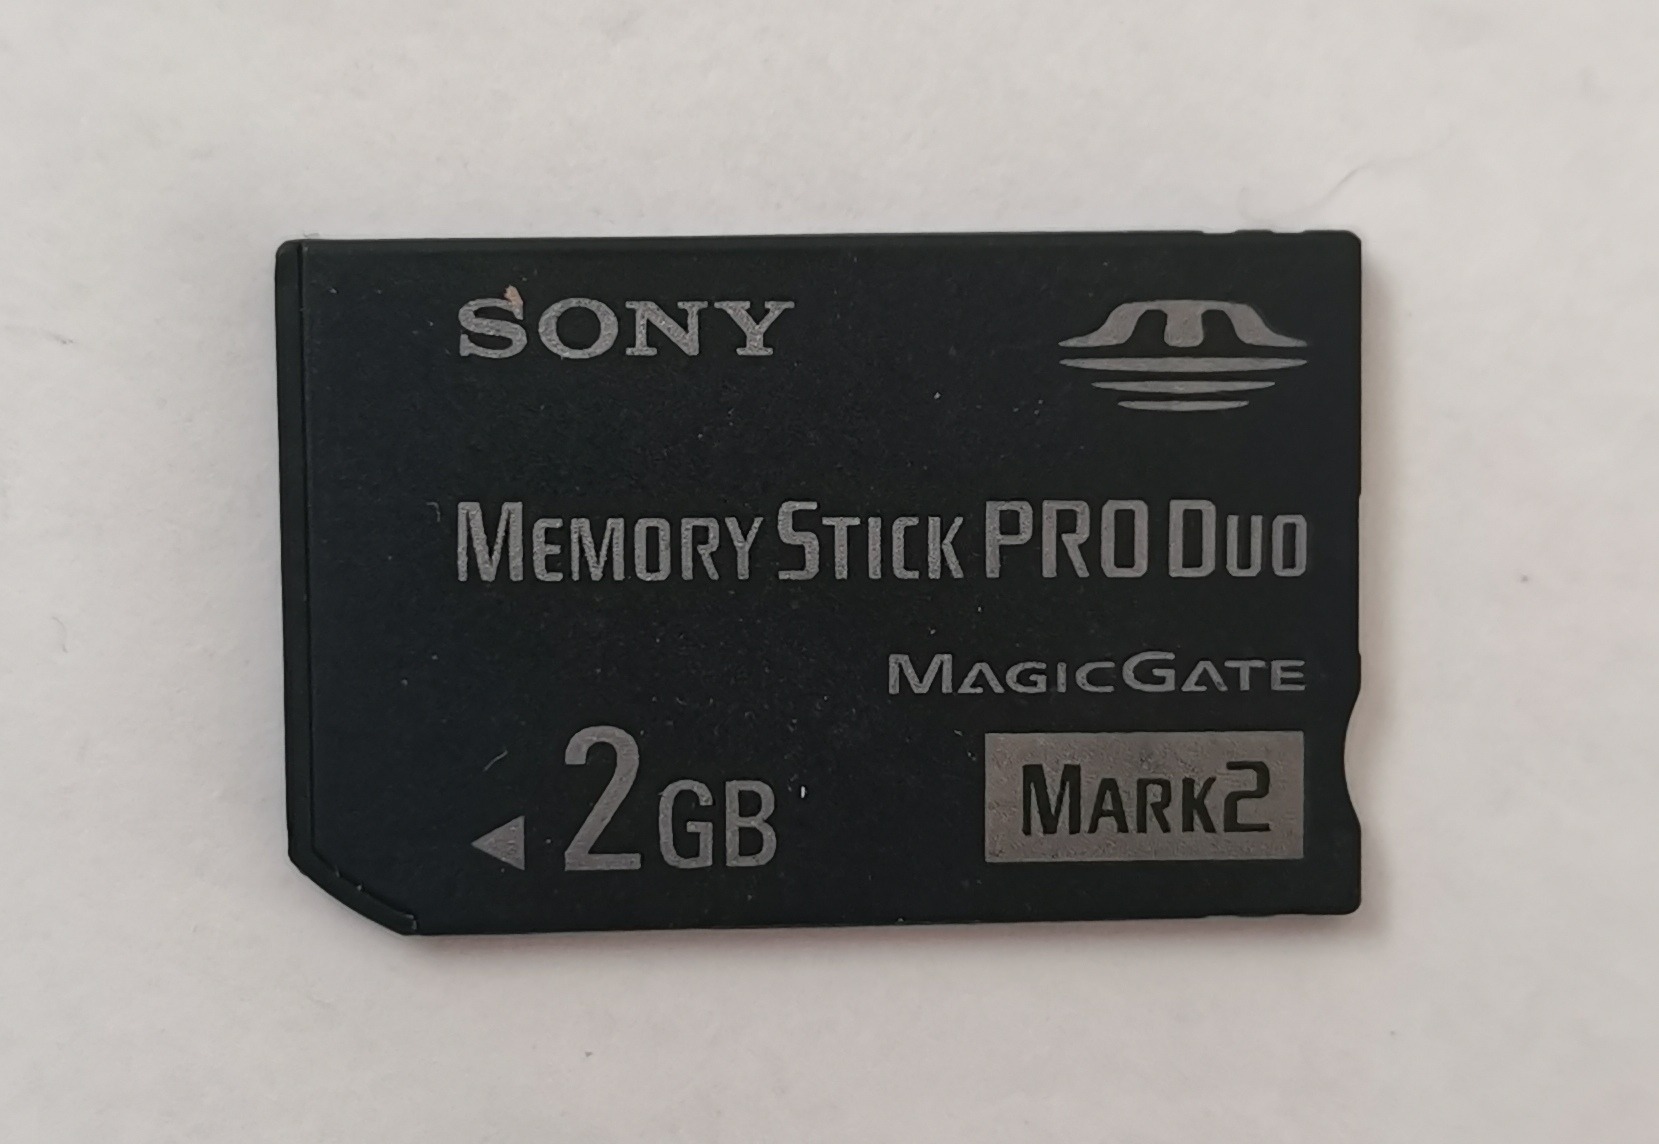 SONY
MEMORY STICK PRO DUO
MAGICGATE
2GB
MARK2